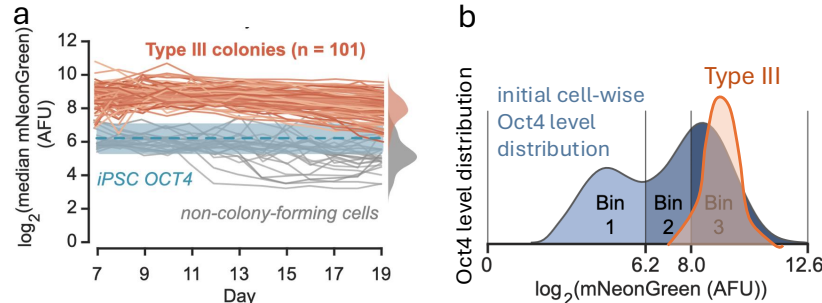 a
Type III colonies (n = 101)
log2(median mNeonGreen)
(AFU)
12
10
8
6
4
2
0
iPSC OCT4
non-colony-forming cells
7
9
11
13
15
17
19
Day
b
Type III
initial cell-wise
Oct4 level
distribution
Oct4 level distribution
Bin
1
Bin
2
Bin
3
0
6.2
8.0
12.6
log2(mNeonGreen (AFU))